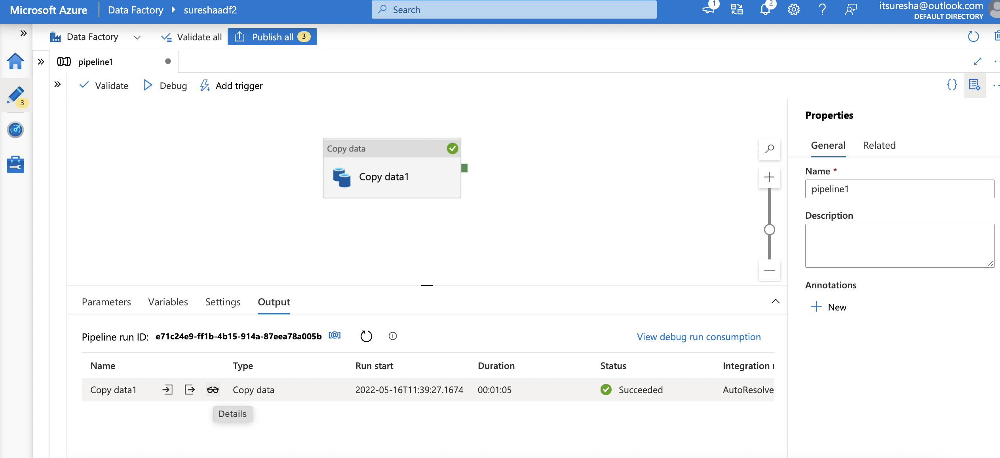 Microsoft Azure
Data Factory
sureshaadf2
Search
1
2
itsuresha@outlook.com
DEFAULT DIRECTORY
Data Factory
Validate all
Publish all
3
pipeline1
Validate
Debug
Add trigger
3
Properties
General
Related
Name *
pipeline1
Description
Annotations
New
Copy data
Copy data1
Parameters
Variables
Settings
Output
Pipeline run ID: e71c24e9-ff1b-4b15-914a-87eea78a005b
View debug run consumption
Name
Type
Run start
Duration
Status
Integration r
Copy data1
Copy data
2022-05-16T11:39:27.1674
00:01:05
Succeeded
AutoResolve
Details